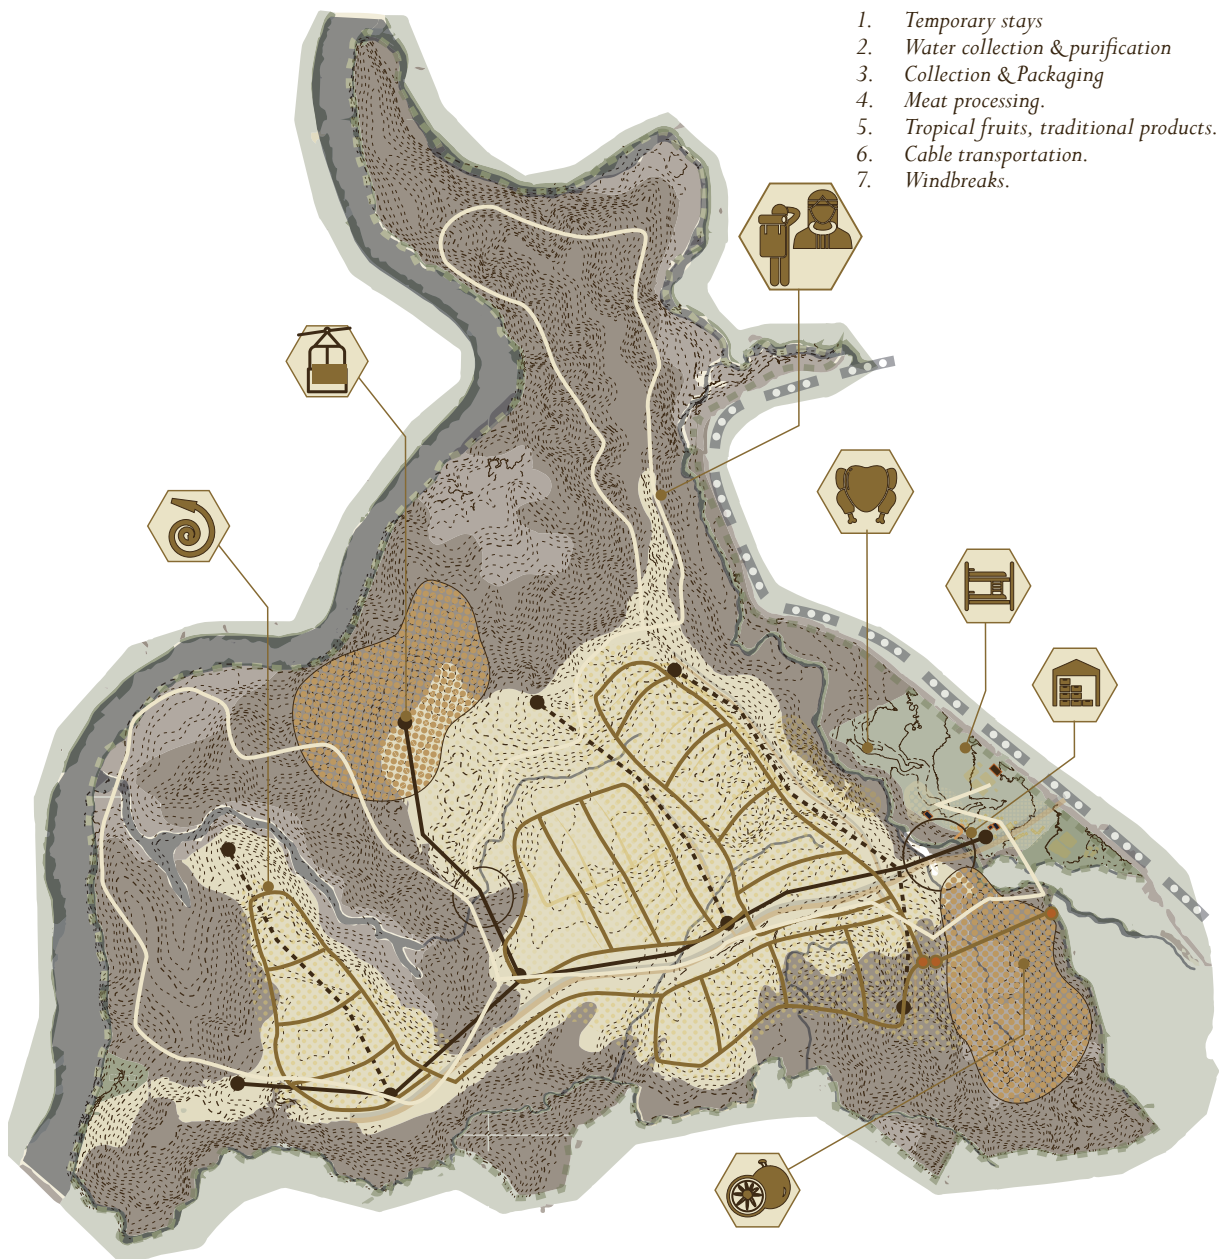 1. Temporary stays
2. Water collection & purification
3. Collection & Packaging
4. Meat processing.
5. Tropical fruits, traditional products.
6. Cable transportation.
7. Windbreaks.